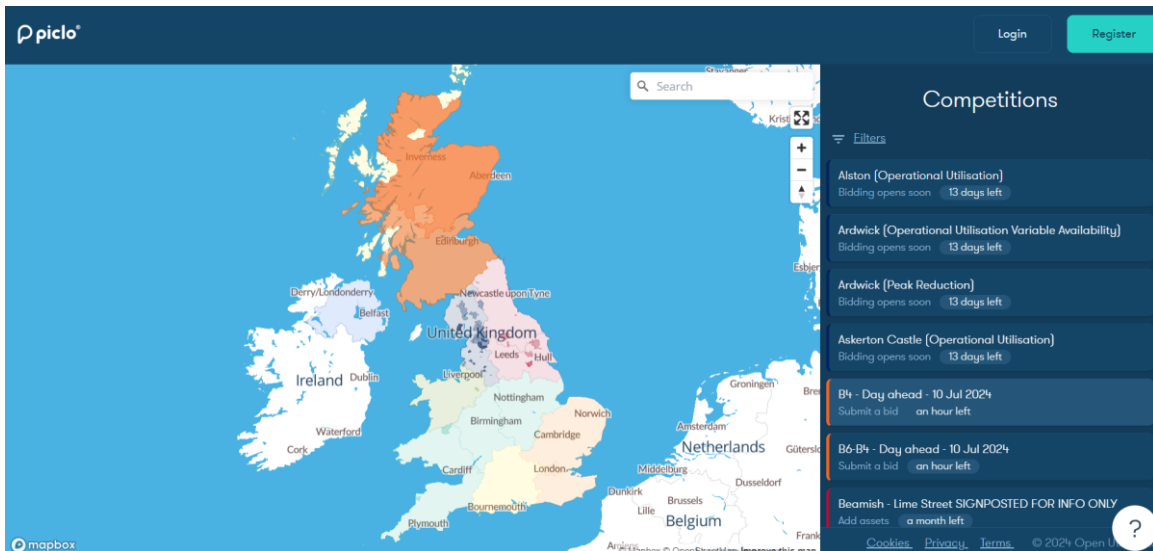 piclo®
Login
Register
Search
Competitions
Filters
Alston (Operational Utilisation)
Bidding opens soon 13 days left
Ardwick (Operational Utilisation Variable Availability)
Bidding opens soon 13 days left
Ardwick (Peak Reduction)
Bidding opens soon 13 days left
Askerton Castle (Operational Utilisation)
Bidding opens soon 13 days left
B4 - Day ahead - 10 Jul 2024
Submit a bid an hour left
B6-B4 - Day ahead - 10 Jul 2024
Submit a bid an hour left
Beamish - Lime Street SIGNPOSTED FOR INFO ONLY
Add assets a month left
Cookies Privacy Terms © 2024 Open
?
Inverness
Aberdeen
Edinburgh
Derry/Londonderry
Belfast
Newcastle upon Tyne
United Kingdom
Leeds
Hull
Liverpool
Ireland
Dublin
Nottingham
Birmingham
Norwich
Cambridge
Waterford
Cork
Cardiff
London
Bournemouth
Plymouth
Groningen
Amsterdam
Netherlands
Middelburg
Dusseldorf
Dunkirk
Brussels
Lille
Belgium
mapbox
Improve this map